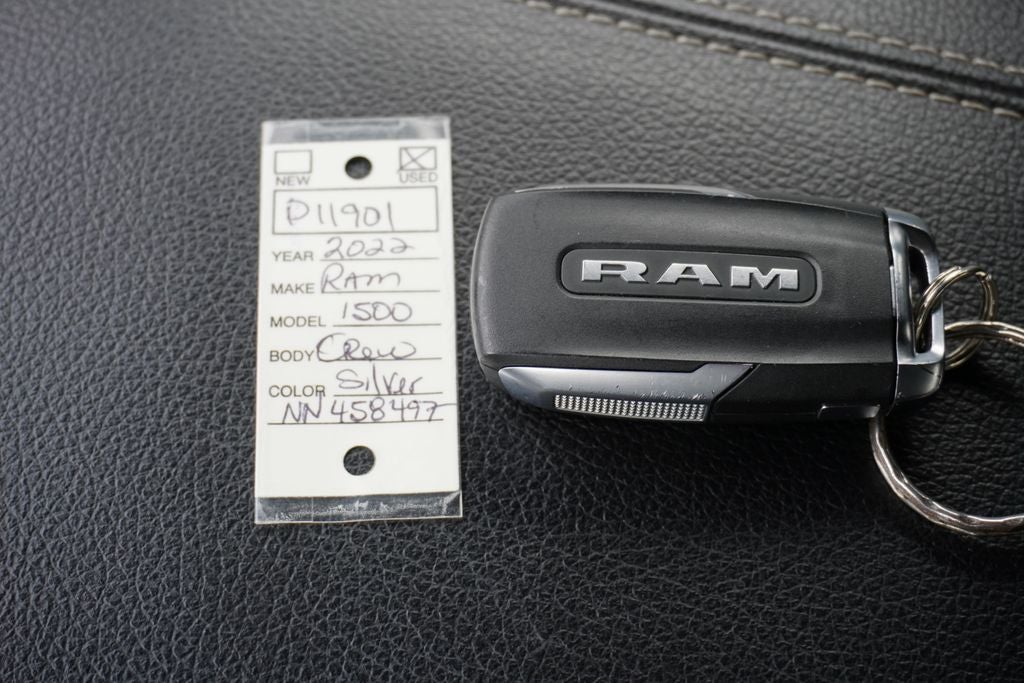 NEW USED
P11901
YEAR 2022
MAKE RAM
MODEL 1500
BODY Crew
COLOR Silver
NN458497
RAM